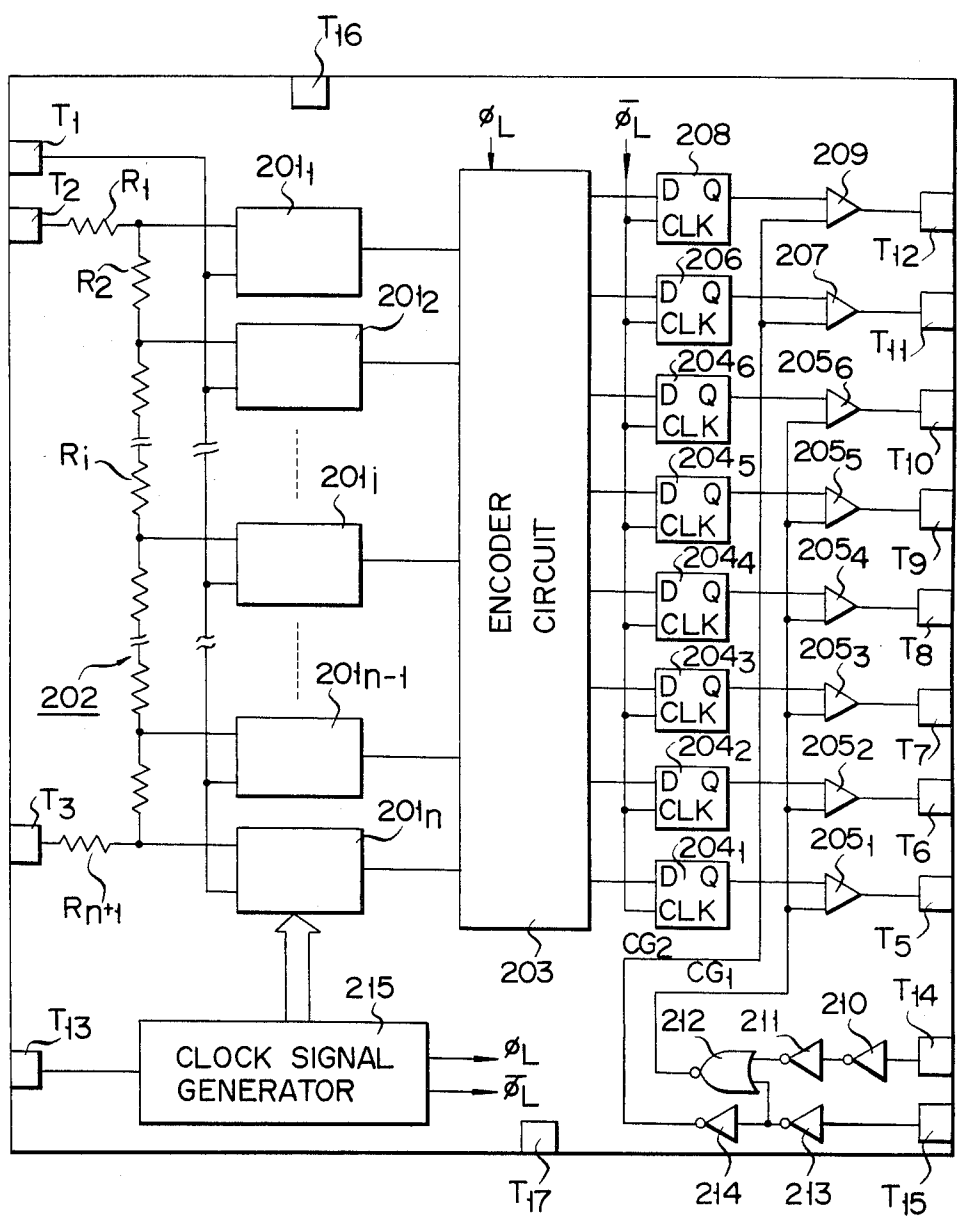 T16
T1
T2
R1
R2
Ri
202
T3
Rn+1
T13
201₁
201₂
201i
201n-1
201n
215
CLOCK SIGNAL
GENERATOR
φL
φ̅L
φL
ENCODER
CIRCUIT
203
φ̅L
208
D Q
CLK
206
D Q
CLK
204₆
D Q
CLK
204₅
D Q
CLK
204₄
D Q
CLK
204₃
D Q
CLK
204₂
D Q
CLK
204₁
D Q
CLK
209
207
205₆
205₅
205₄
205₃
205₂
205₁
T12
T11
T10
T9
T8
T7
T6
T5
CG2
CG1
212
211
210
T14
214
213
T15
T17